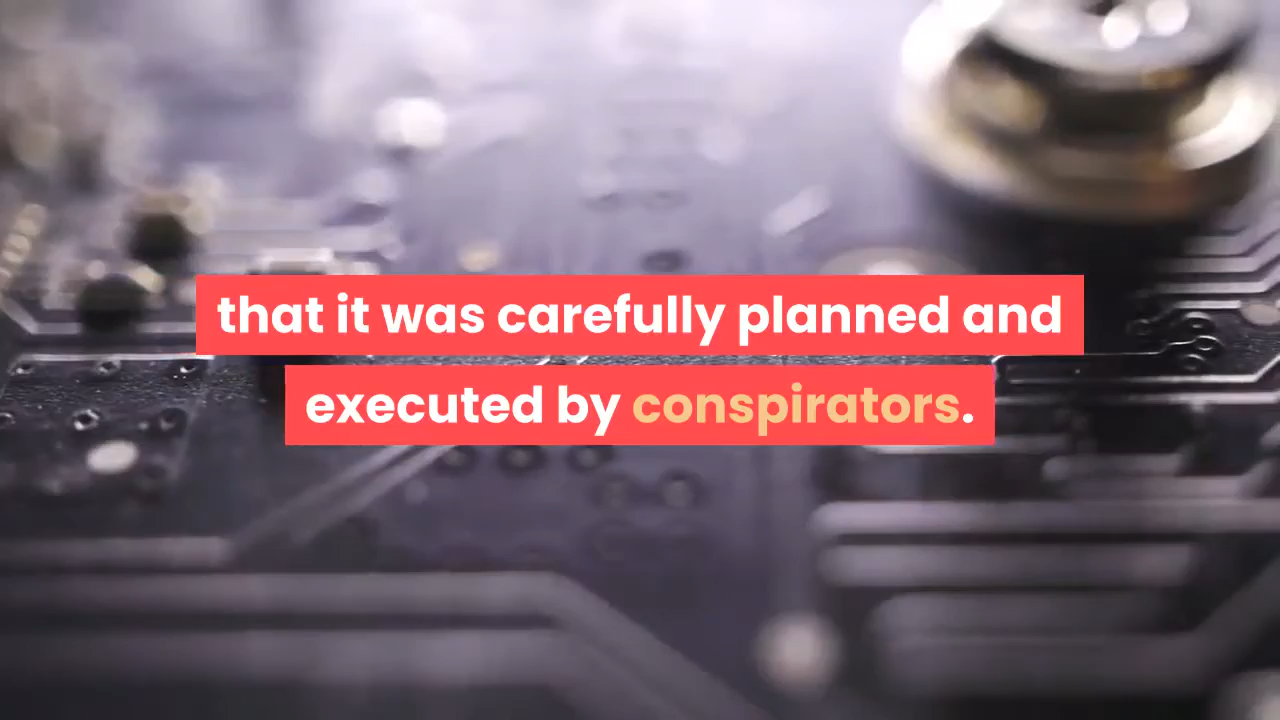 that it was carefully planned and
executed by conspirators.